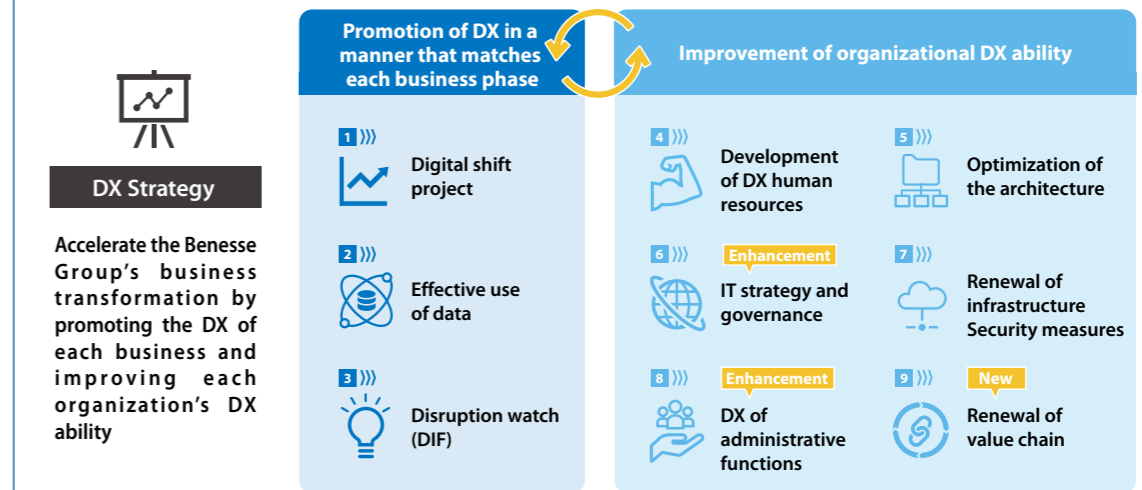 DX Strategy
Accelerate the Benesse
Group's business
transformation by
promoting the DX of
each business and
improving each
organization's DX
ability
Promotion of DX in a
manner that matches
each business phase
1 》
Digital shift
project
2 》
Effective use
of data
3 》
Disruption watch
(DIF)
Improvement of organizational DX ability
4 》
Development
of DX human
resources
5 》
Optimization of
the architecture
6 》
Enhancement
IT strategy and
governance
7 》
Renewal of
infrastructure
Security measures
8 》
Enhancement
DX of
administrative
functions
9 》
New
Renewal of
value chain